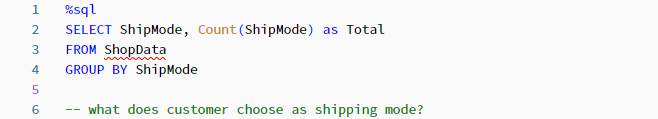 1 %sql
2 SELECT ShipMode, Count(ShipMode) as Total
3 FROM ShopData
4 GROUP BY ShipMode
5
6 -- what does customer choose as shipping mode?